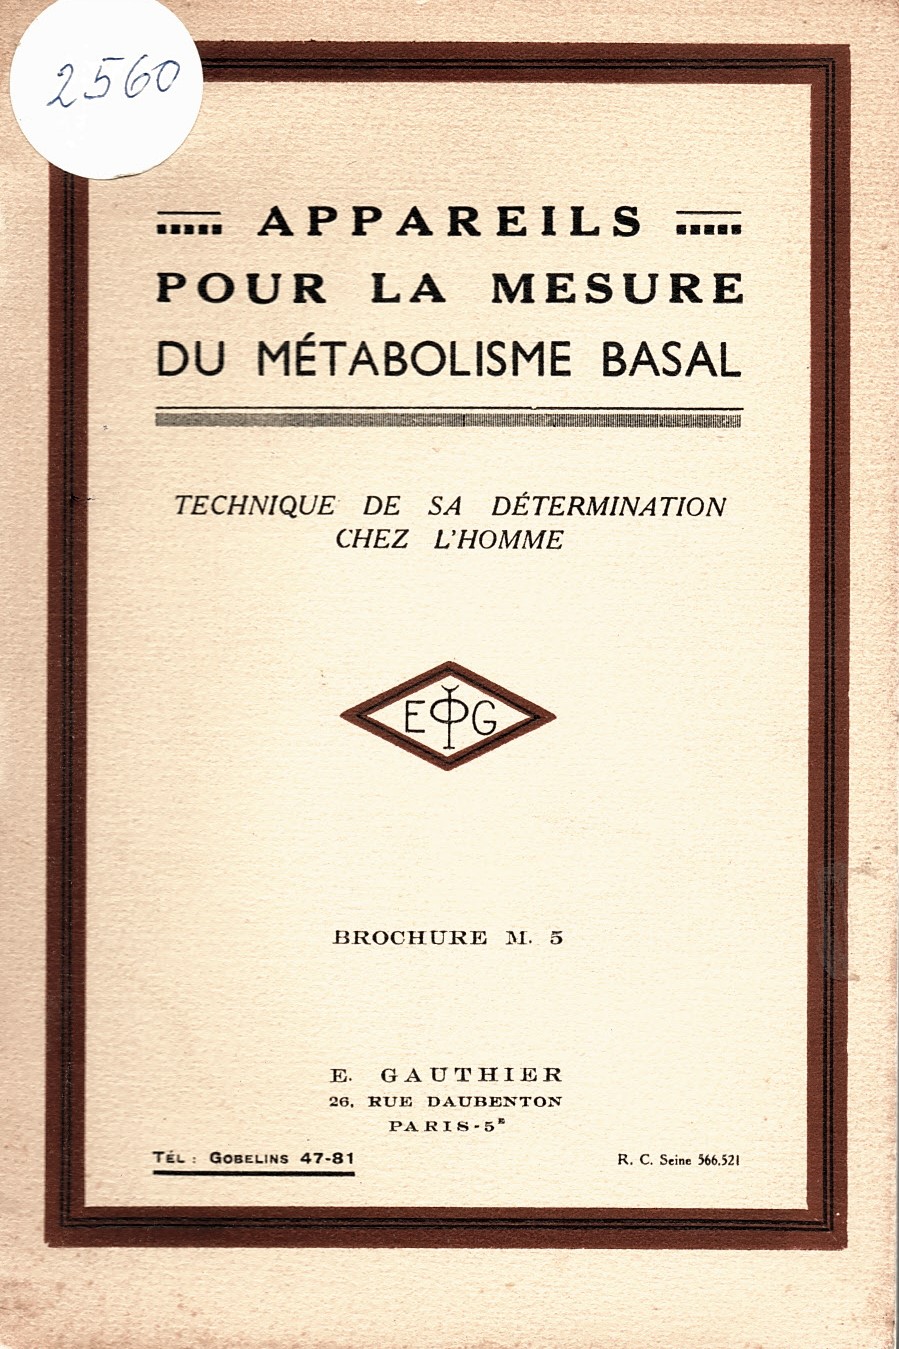 2560
APPAREILS
POUR LA MESURE
DU MÉTABOLISME BASAL
TECHNIQUE DE SA DÉTERMINATION
CHEZ L'HOMME
EΦG
BROCHURE M. 5
E. GAUTHIER
26, RUE DAUBENTON
PARIS-5ᴱ
TÉL : GOBELINS 47-81
R. C. Seine 566.521